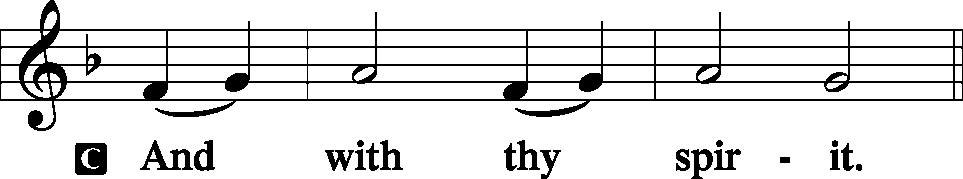 C And with thy spir - it.